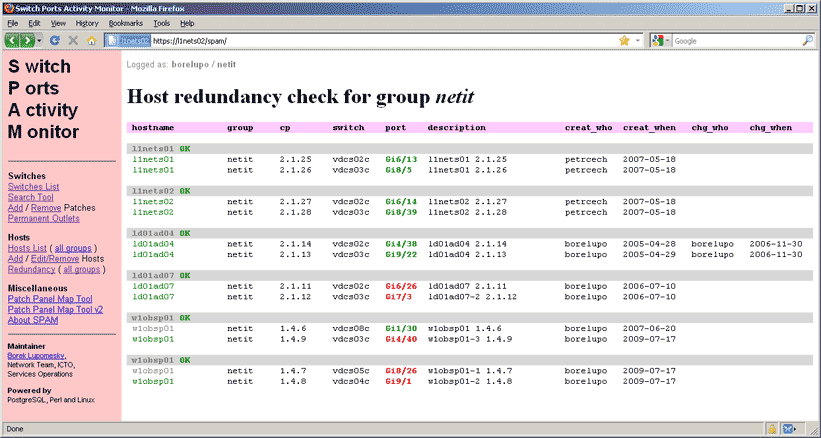 Switch Ports Activity Monitor - Mozilla Firefox
File Edit View History Bookmarks Tools Help
l1nets02 https://l1nets02/spam/ Google
S witch
P orts
A ctivity
M onitor
Switches
Switches List
Search Tool
Add / Remove Patches
Permanent Outlets
Hosts
Hosts List ( all groups )
Add / Edit/Remove Hosts
Redundancy ( all groups )
Miscellaneous
Patch Panel Map Tool
Patch Panel Map Tool v2
About SPAM
Maintainer
Borek Lupomesky,
Network Team, ICTO,
Services Operations
Powered by
PostgreSQL, Perl and Linux
Logged as: borelupo / netit
Host redundancy check for group netit
hostname group cp switch port description creat_who creat_when chg_who chg_when
l1nets01 OK
l1nets01 netit 2.1.25 vdcs02c Gi6/13 l1nets01 2.1.25 petrcech 2007-05-18
l1nets01 netit 2.1.26 vdcs03c Gi8/5 l1nets01 2.1.26 petrcech 2007-05-18
l1nets02 OK
l1nets02 netit 2.1.27 vdcs02c Gi6/14 l1nets02 2.1.27 petrcech 2007-05-18
l1nets02 netit 2.1.28 vdcs03c Gi8/39 l1nets02 2.1.28 petrcech 2007-05-18
ld01ad04 OK
ld01ad04 netit 2.1.14 vdcs02c Gi4/38 ld01ad04 2.1.14 borelupo 2005-04-28 borelupo 2006-11-30
ld01ad04 netit 2.1.13 vdcs03c Gi9/22 ld01ad04 2.1.13 borelupo 2005-04-29 borelupo 2006-11-30
ld01ad07 OK
ld01ad07 netit 2.1.11 vdcs02c Gi6/26 ld01ad07 2.1.11 borelupo 2006-07-10
ld01ad07 netit 2.1.12 vdcs03c Gi7/3 ld01ad07-2 2.1.12 borelupo 2006-07-10
w1obsp01 OK
w1obsp01 netit 1.4.6 vdcs08c Gi1/30 w1obsp01 1.4.6 borelupo 2007-06-20
w1obsp01 netit 1.4.9 vdcs03c Gi4/40 w1obsp01-3 1.4.9 borelupo 2009-07-17
w1obsp01 OK
w1obsp01 netit 1.4.7 vdcs05c Gi8/26 w1obsp01-1 1.4.7 borelupo 2009-07-17
w1obsp01 netit 1.4.8 vdcs04c Gi9/1 w1obsp01-2 1.4.8 borelupo 2009-07-17
Done